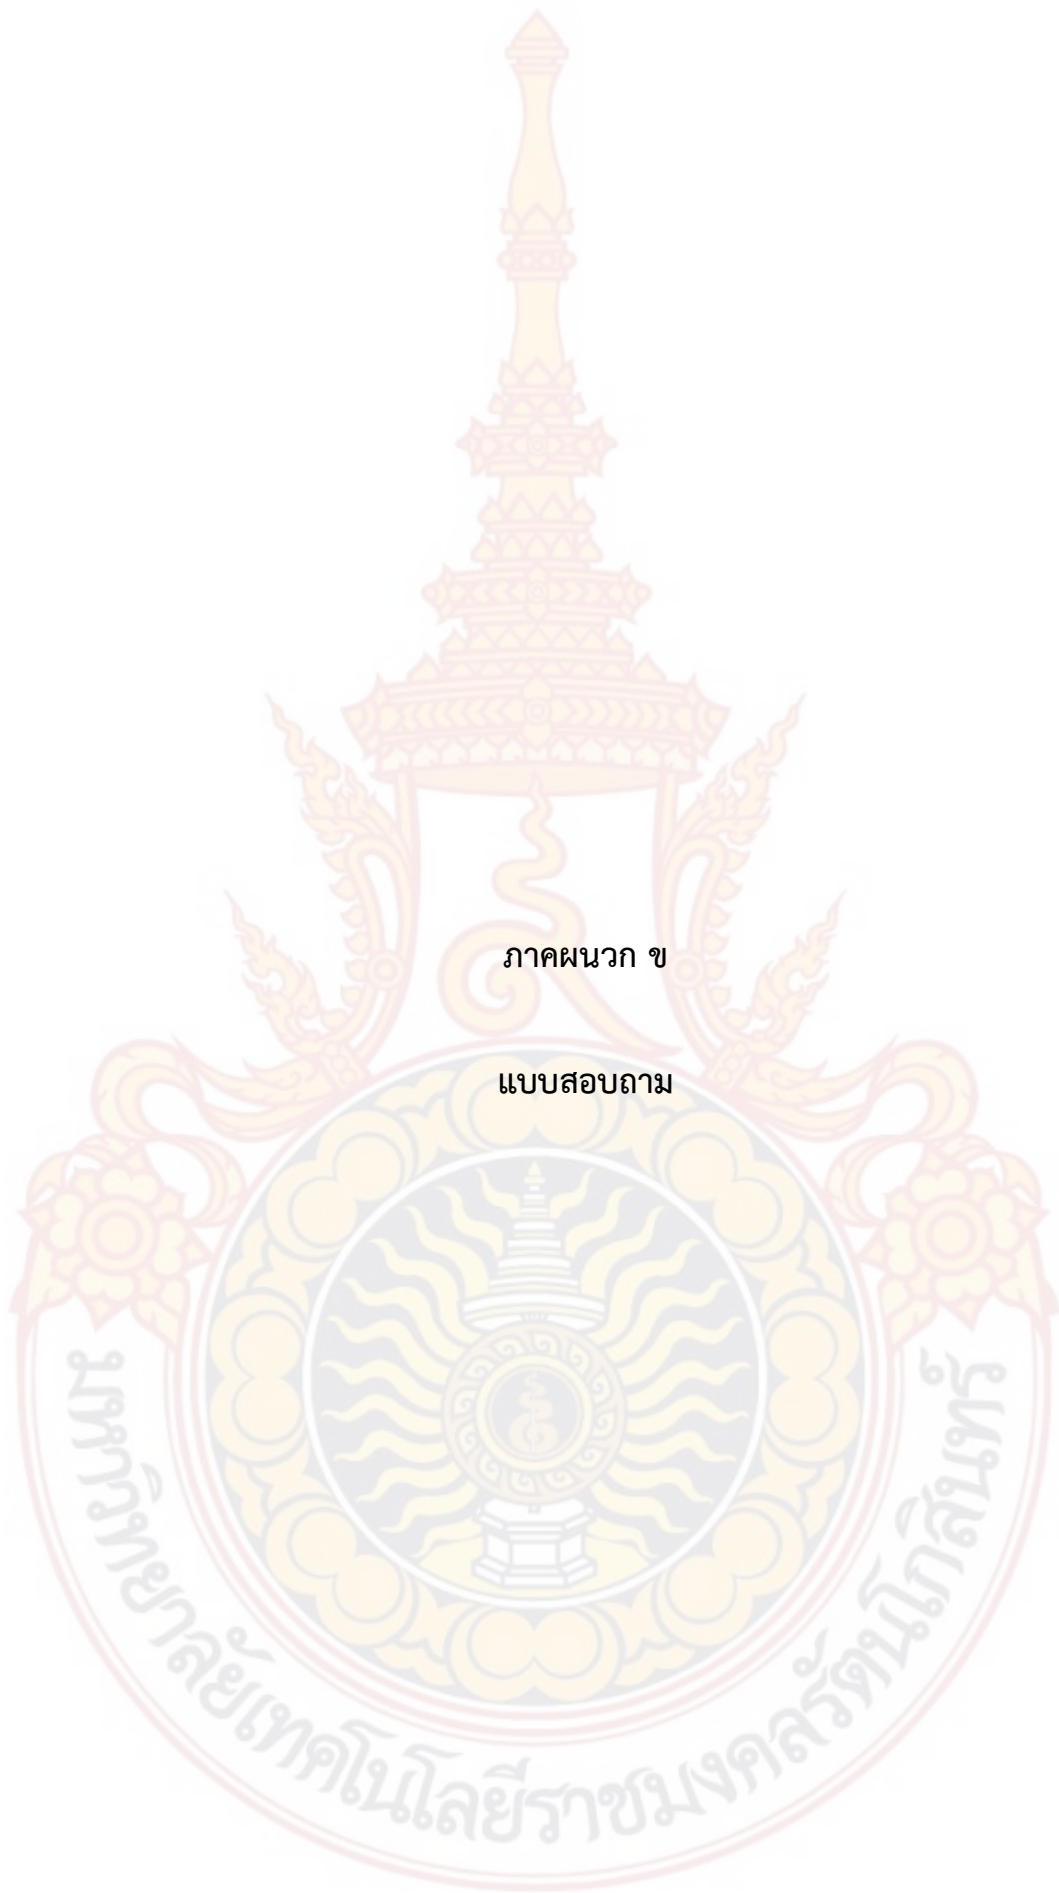 ภาคผนวก ข
แบบสอบถาม
มหาวิทยาลัยเทคโนโลยีราชมงคลรัตนโกสินทร์